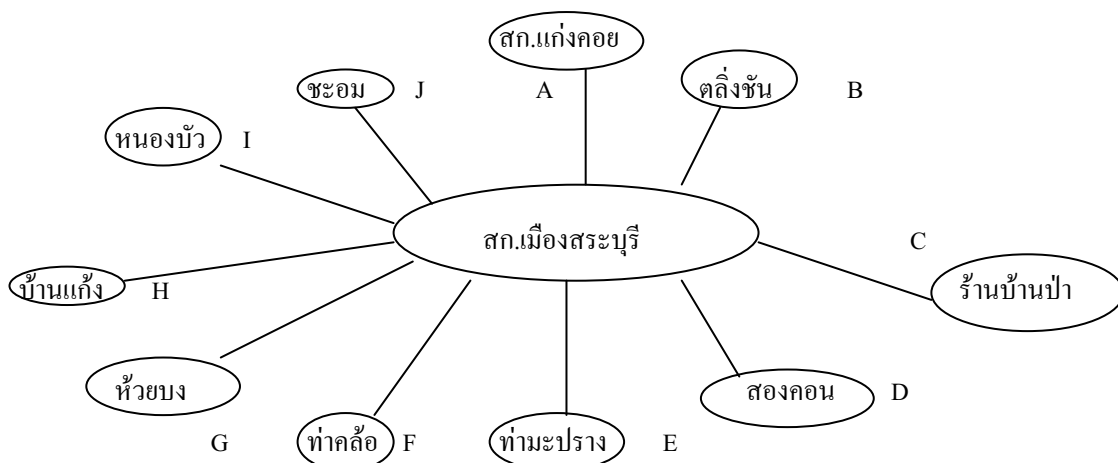 สก.แก่งคอย
A
ตลิ่งชัน
B
ชะอม
J
หนองบัว
I
สก.เมืองสระบุรี
C
ร้านบ้านป่า
บ้านแก้ง
H
ห้วยบง
G
สองคอน
D
ท่าคล้อ
F
ท่ามะปราง
E